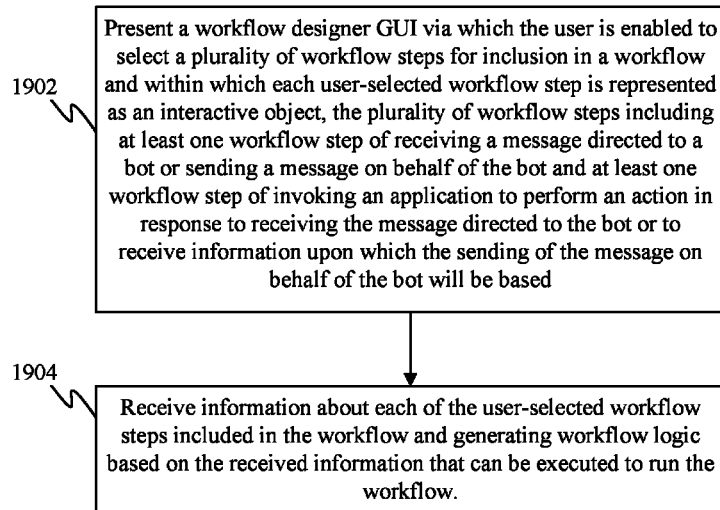 1902
Present a workflow designer GUI via which the user is enabled to
select a plurality of workflow steps for inclusion in a workflow
and within which each user-selected workflow step is represented
as an interactive object, the plurality of workflow steps including
at least one workflow step of receiving a message directed to a
bot or sending a message on behalf of the bot and at least one
workflow step of invoking an application to perform an action in
response to receiving the message directed to the bot or to
receive information upon which the sending of the message on
behalf of the bot will be based
1904
Receive information about each of the user-selected workflow
steps included in the workflow and generating workflow logic
based on the received information that can be executed to run the
workflow.